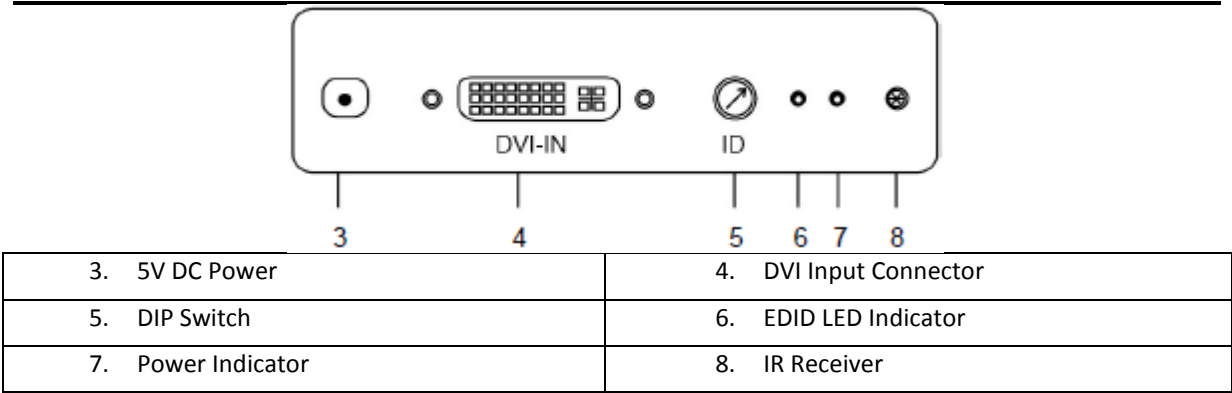 DVI-IN ID
3 4 5 6 7 8
3. 5V DC Power 4. DVI Input Connector
5. DIP Switch 6. EDID LED Indicator
7. Power Indicator 8. IR Receiver